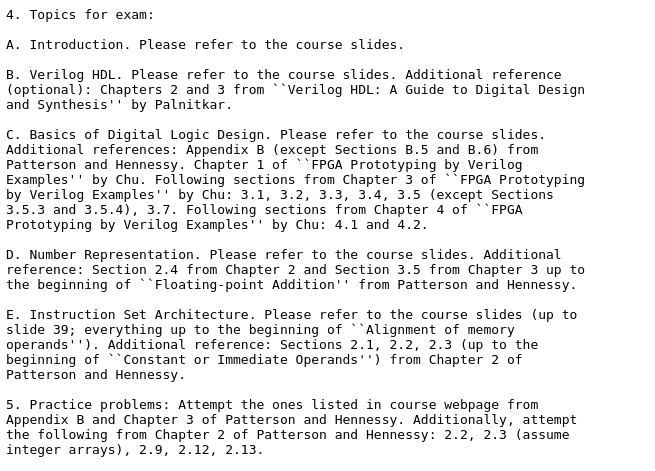 4. Topics for exam:
A. Introduction. Please refer to the course slides.
B. Verilog HDL. Please refer to the course slides. Additional reference
(optional): Chapters 2 and 3 from ``Verilog HDL: A Guide to Digital Design
and Synthesis'' by Palnitkar.
C. Basics of Digital Logic Design. Please refer to the course slides.
Additional references: Appendix B (except Sections B.5 and B.6) from
Patterson and Hennessy. Chapter 1 of ``FPGA Prototyping by Verilog
Examples'' by Chu. Following sections from Chapter 3 of ``FPGA Prototyping
by Verilog Examples'' by Chu: 3.1, 3.2, 3.3, 3.4, 3.5 (except Sections
3.5.3 and 3.5.4), 3.7. Following sections from Chapter 4 of ``FPGA
Prototyping by Verilog Examples'' by Chu: 4.1 and 4.2.
D. Number Representation. Please refer to the course slides. Additional
reference: Section 2.4 from Chapter 2 and Section 3.5 from Chapter 3 up to
the beginning of ``Floating-point Addition'' from Patterson and Hennessy.
E. Instruction Set Architecture. Please refer to the course slides (up to
slide 39; everything up to the beginning of ``Alignment of memory
operands''). Additional reference: Sections 2.1, 2.2, 2.3 (up to the
beginning of ``Constant or Immediate Operands'') from Chapter 2 of
Patterson and Hennessy.
5. Practice problems: Attempt the ones listed in course webpage from
Appendix B and Chapter 3 of Patterson and Hennessy. Additionally, attempt
the following from Chapter 2 of Patterson and Hennessy: 2.2, 2.3 (assume
integer arrays), 2.9, 2.12, 2.13.